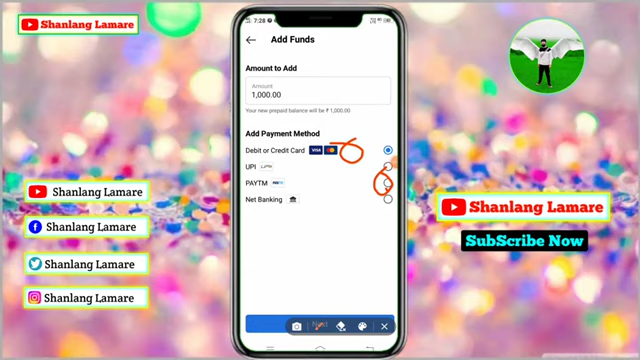 Shanlang Lamare
7:28
Add Funds
Amount to Add
Amount
1,000.00
Your new prepaid balance will be ₹ 1,000.00.
Add Payment Method
Debit or Credit Card VISA
UPI UPI
PAYTM
Net Banking
Shanlang Lamare
Shanlang Lamare
Shanlang Lamare
Shanlang Lamare
Shanlang Lamare
SubScribe Now